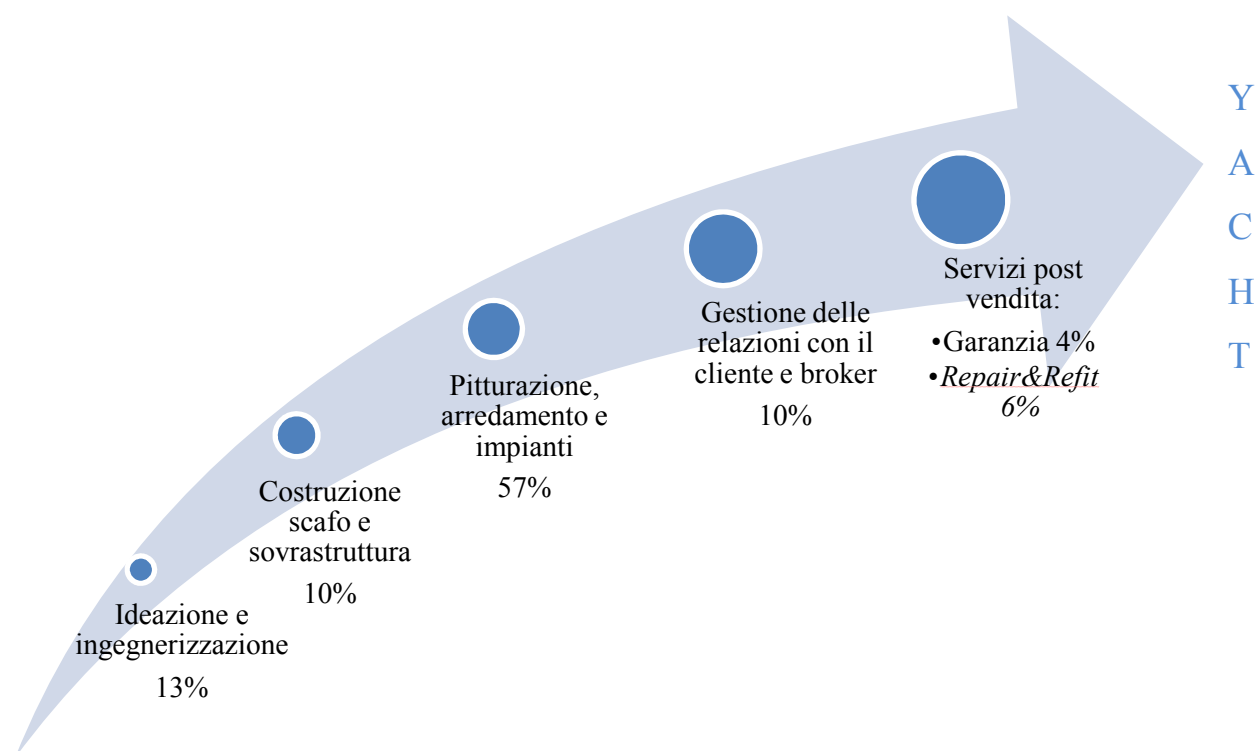 Ideazione e
ingegnerizzazione
13%
Costruzione
scafo e
sovrastruttura
10%
Pitturazione,
arredamento e
impianti
57%
Gestione delle
relazioni con il
cliente e broker
10%
Servizi post
vendita:
•Garanzia 4%
•Repair&Refit
6%
Y
A
C
H
T